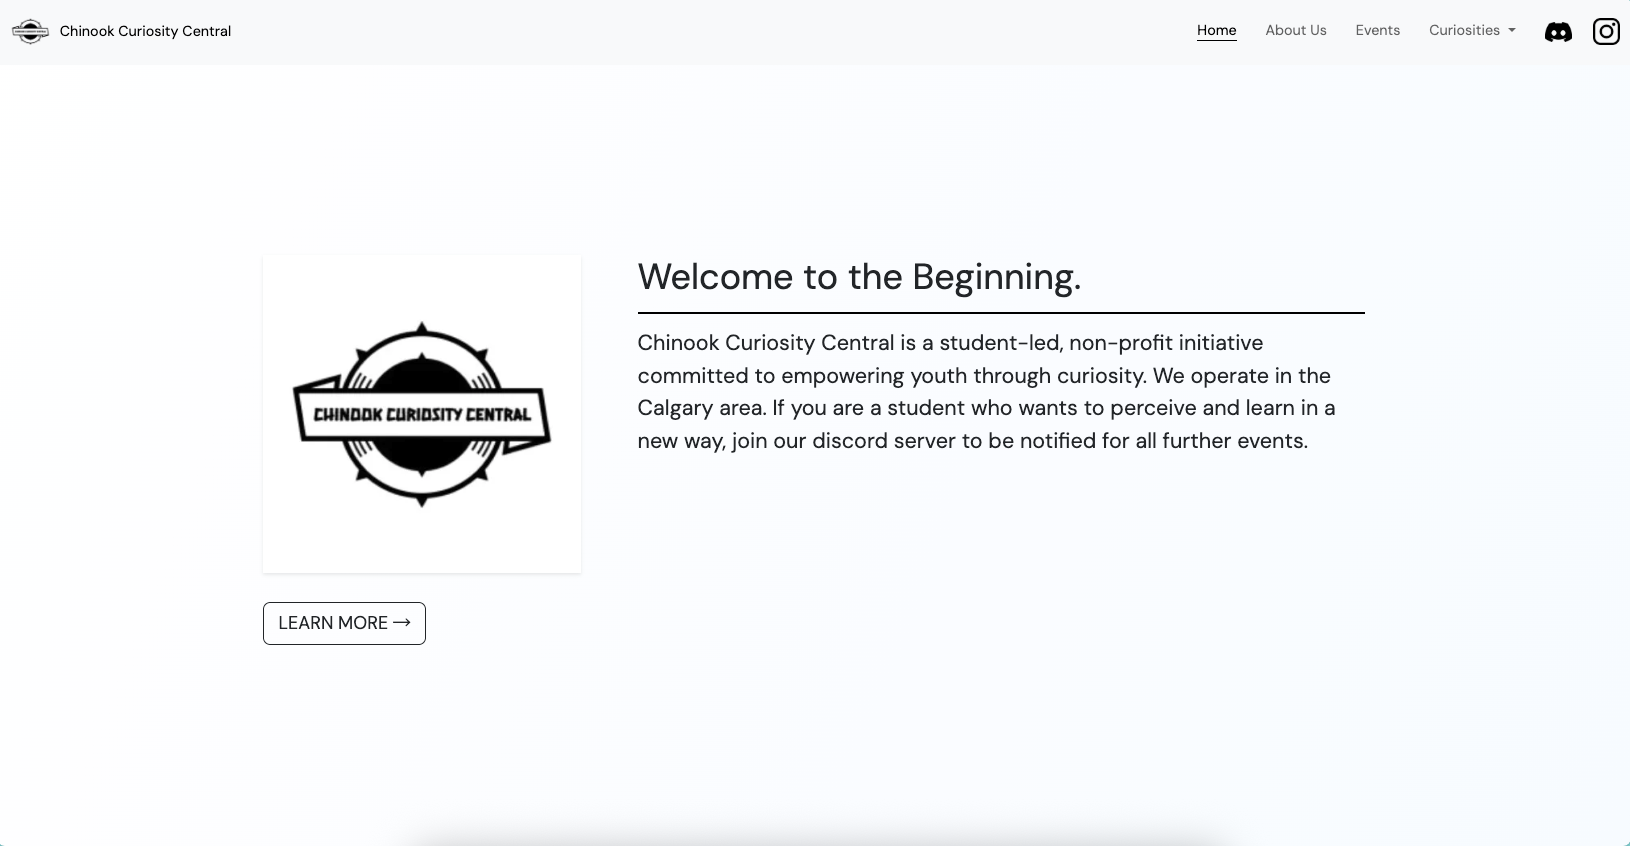 Chinook Curiosity Central
Home About Us Events Curiosities
CHINOOK CURIOSITY CENTRAL
Welcome to the Beginning.
Chinook Curiosity Central is a student-led, non-profit initiative
committed to empowering youth through curiosity. We operate in the
Calgary area. If you are a student who wants to perceive and learn in a
new way, join our discord server to be notified for all further events.
LEARN MORE →